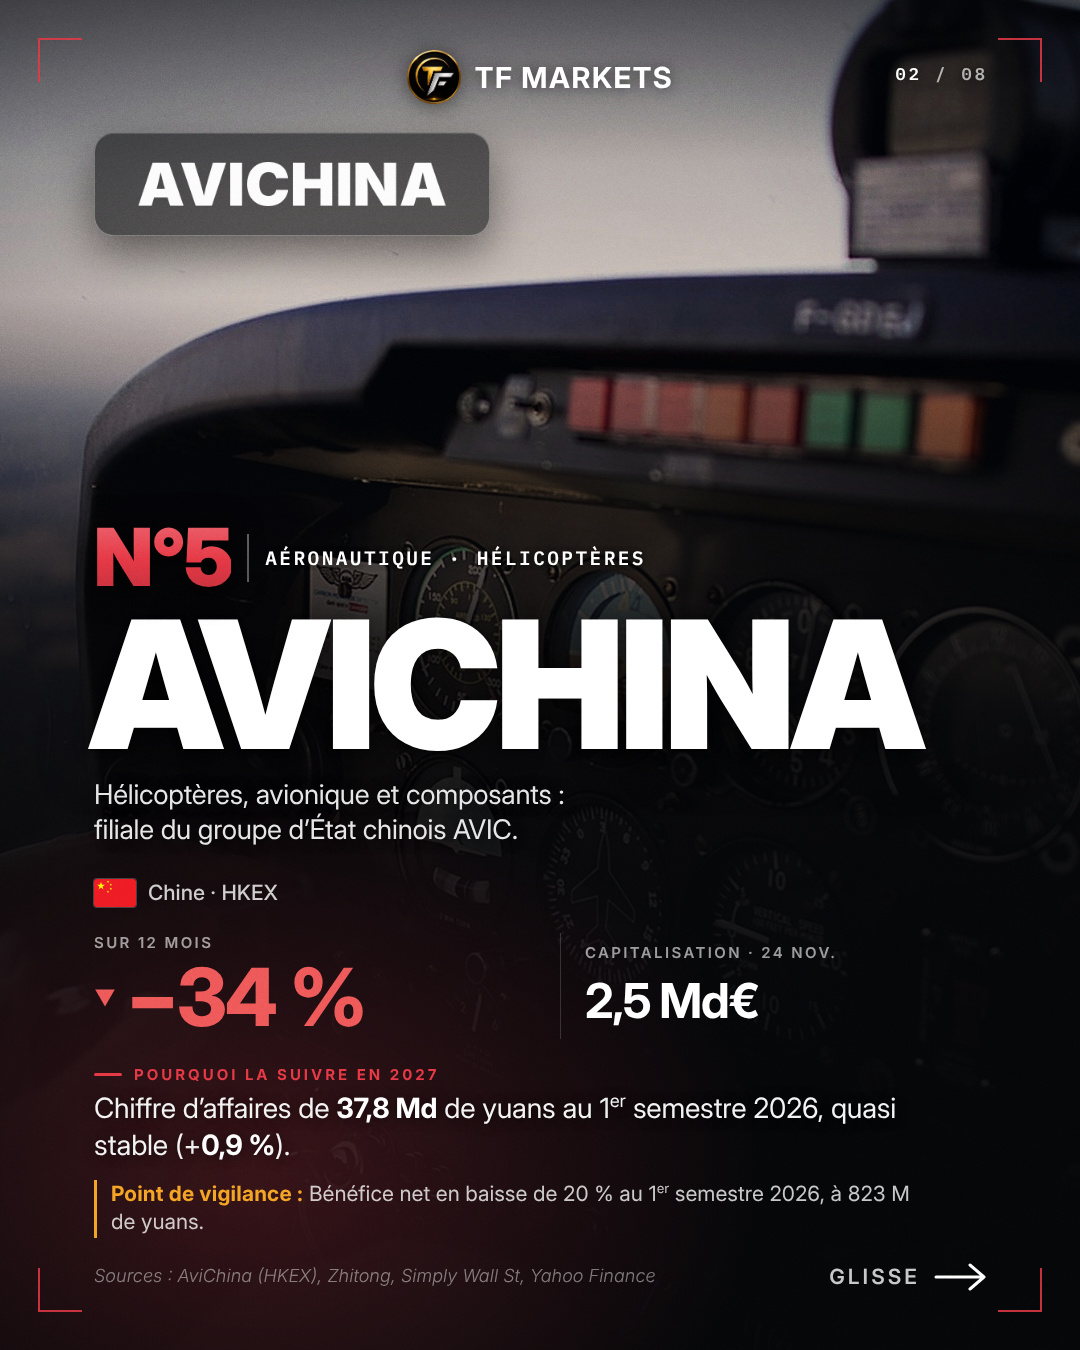 TF MARKETS
02 / 08
AVICHINA
N°5
AÉRONAUTIQUE · HÉLICOPTÈRES
AVICHINA
Hélicoptères, avionique et composants :
filiale du groupe d’État chinois AVIC.
Chine · HKEX
SUR 12 MOIS
▼ −34 %
CAPITALISATION · 24 NOV.
2,5 Md€
POURQUOI LA SUIVRE EN 2027
Chiffre d’affaires de 37,8 Md de yuans au 1er semestre 2026, quasi
stable (+0,9 %).
Point de vigilance : Bénéfice net en baisse de 20 % au 1er semestre 2026, à 823 M
de yuans.
Sources : AviChina (HKEX), Zhitong, Simply Wall St, Yahoo Finance
GLISSE